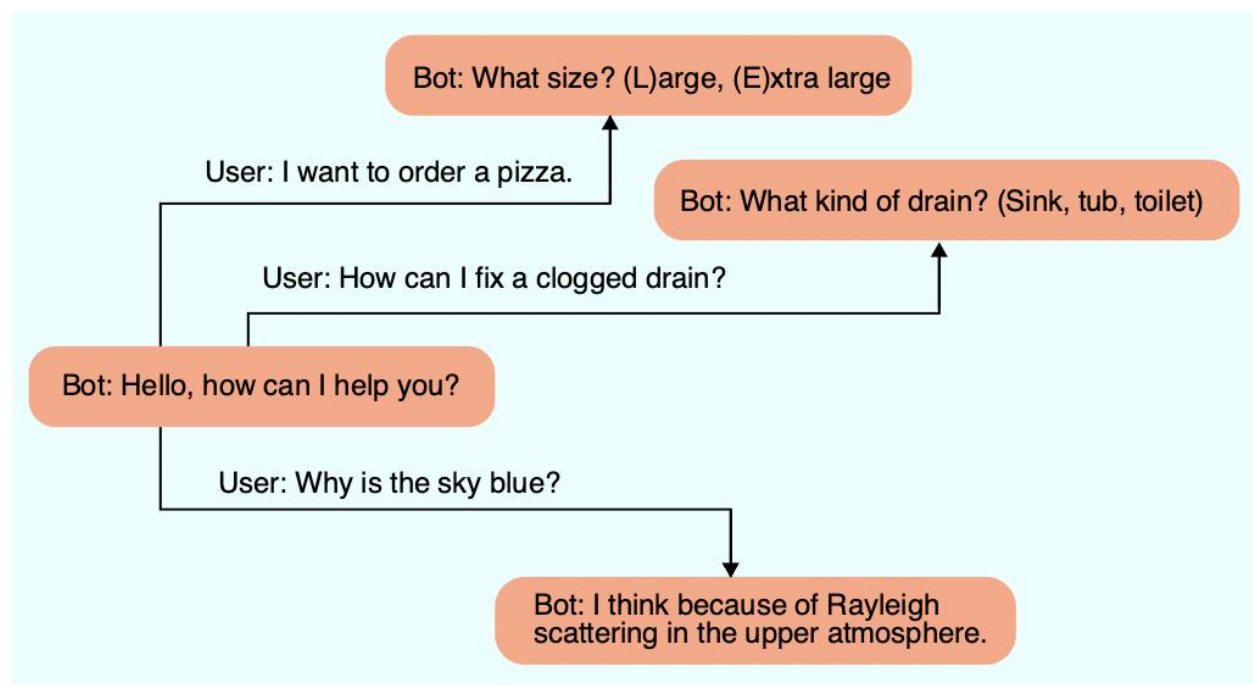 Bot: What size? (L)arge, (E)xtra large
User: I want to order a pizza.
Bot: What kind of drain? (Sink, tub, toilet)
User: How can I fix a clogged drain?
Bot: Hello, how can I help you?
User: Why is the sky blue?
Bot: I think because of Rayleigh
scattering in the upper atmosphere.